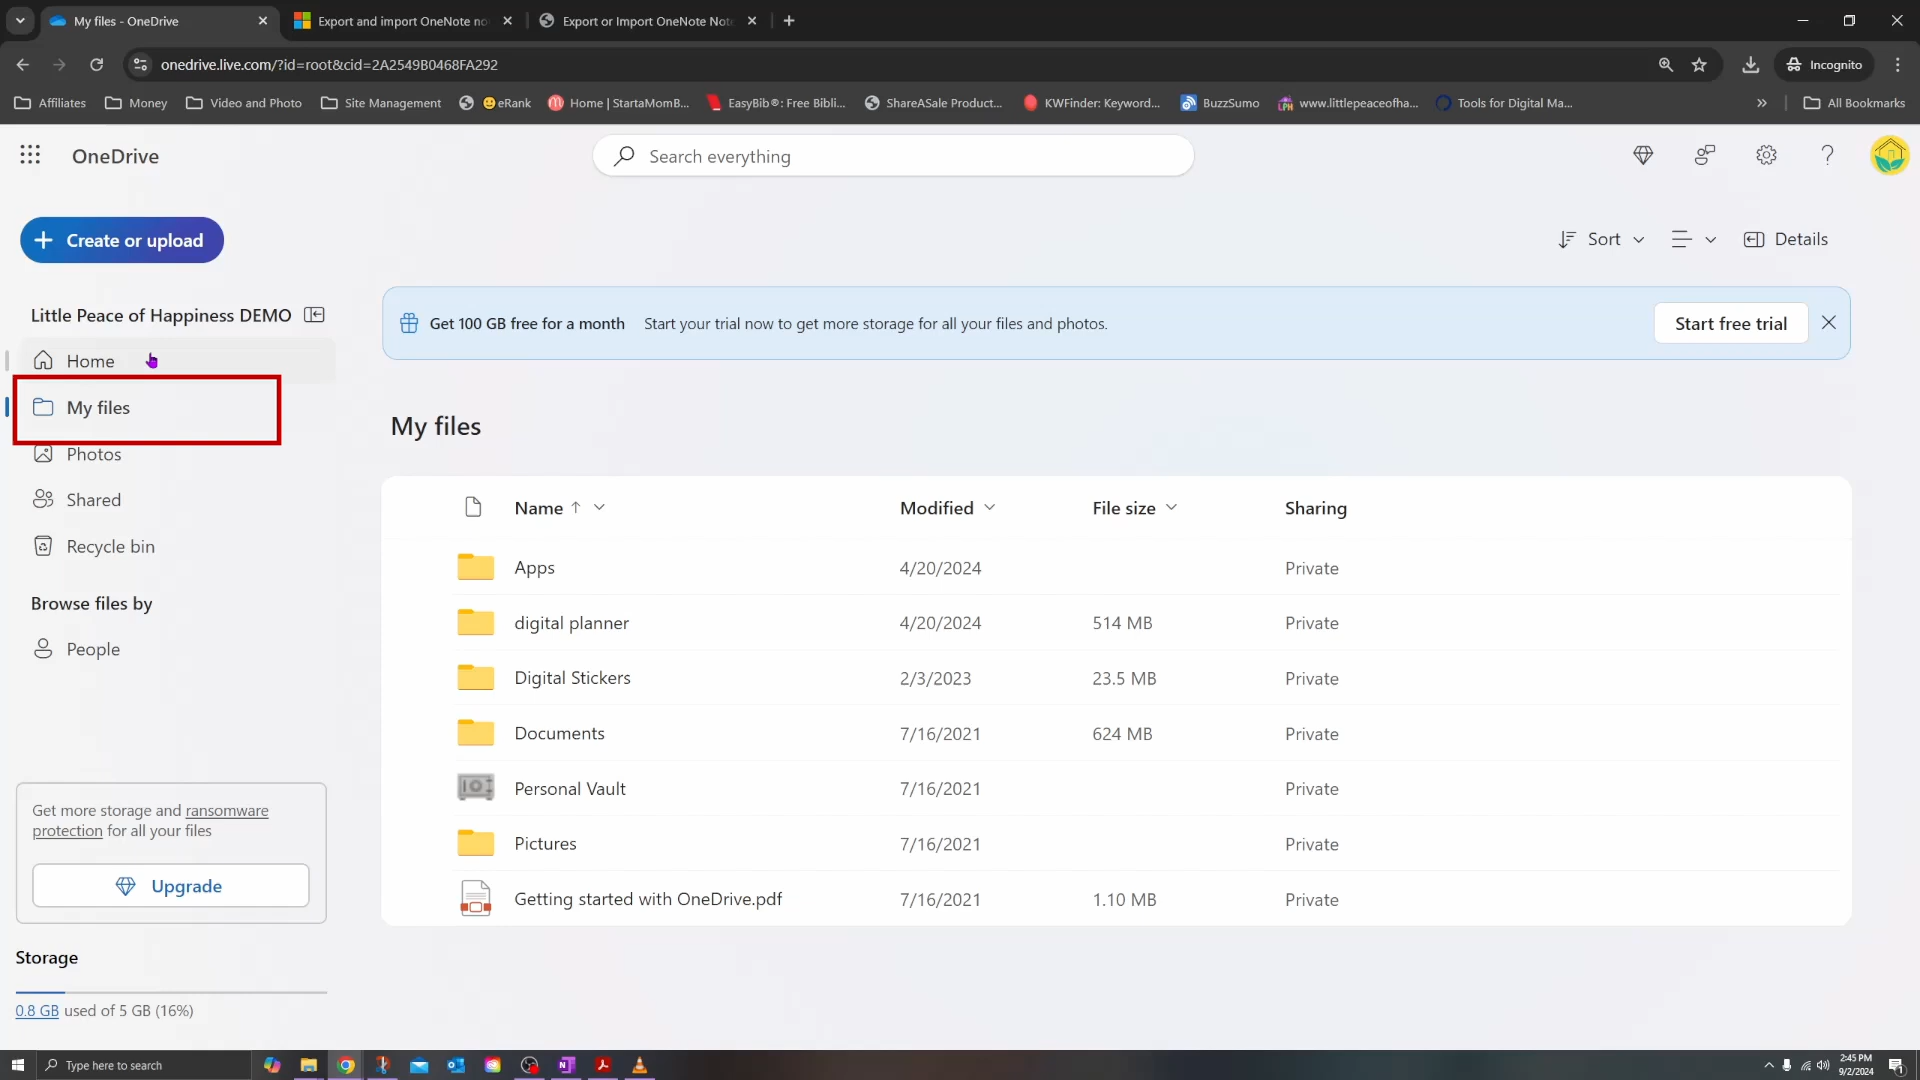 My files - OneDrive
Export and import OneNote no
Export or Import OneNote Note
onedrive.live.com/?id=root&cid=2A2549B0468FA292
Incognito
Affiliates
Money
Video and Photo
Site Management
eRank
Home | StartaMomB...
EasyBib®: Free Bibli...
ShareASale Product...
KWFinder: Keyword...
BuzzSumo
www.littlepeaceofha...
Tools for Digital Ma...
»
All Bookmarks
OneDrive
Search everything
Create or upload
Sort
Details
Little Peace of Happiness DEMO
Get 100 GB free for a month
Start your trial now to get more storage for all your files and photos.
Start free trial
Home
My files
Photos
Shared
Recycle bin
Browse files by
People
My files
Name
Modified
File size
Sharing
Apps 4/20/2024 Private
digital planner 4/20/2024 514 MB Private
Digital Stickers 2/3/2023 23.5 MB Private
Documents 7/16/2021 624 MB Private
Personal Vault 7/16/2021 Private
Pictures 7/16/2021 Private
Getting started with OneDrive.pdf 7/16/2021 1.10 MB Private
Get more storage and ransomware
protection for all your files
Upgrade
Storage
0.8 GB used of 5 GB (16%)
Type here to search
2:45 PM
9/2/2024